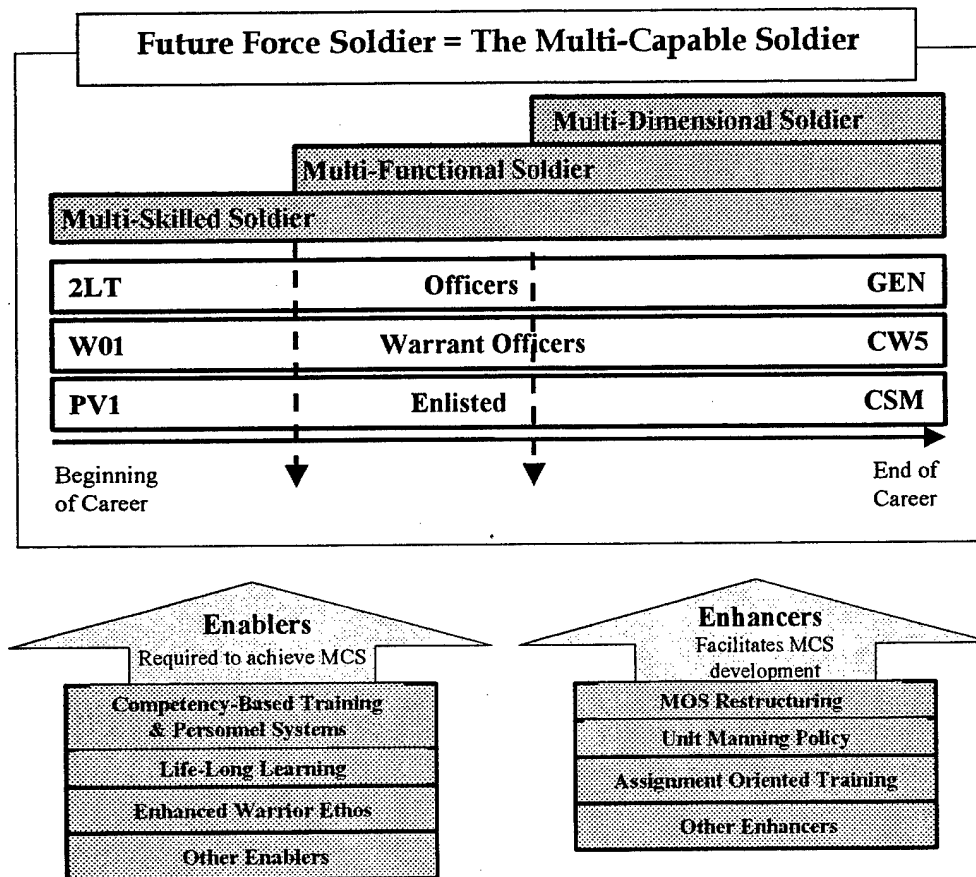 Future Force Soldier = The Multi-Capable Soldier
Multi-Dimensional Soldier
Multi-Functional Soldier
Multi-Skilled Soldier
2LT Officers GEN
W01 Warrant Officers CW5
PV1 Enlisted CSM
Beginning
of Career
End of
Career
Enablers
Required to achieve MCS
Competency-Based Training
& Personnel Systems
Life-Long Learning
Enhanced Warrior Ethos
Other Enablers
Enhancers
Facilitates MCS
development
MOS Restructuring
Unit Manning Policy
Assignment Oriented Training
Other Enhancers